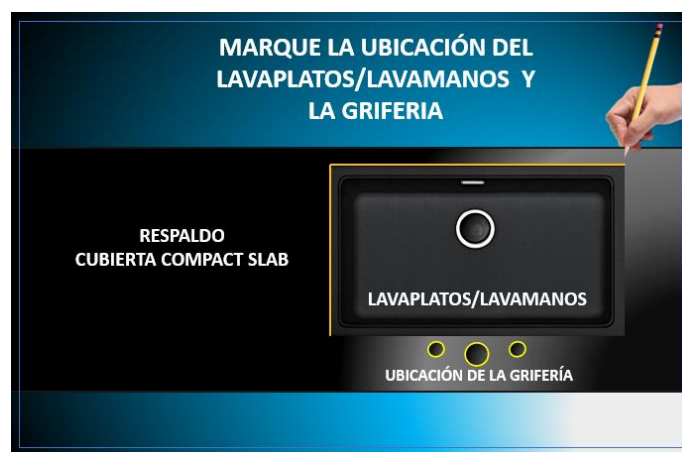 MARQUE LA UBICACIÓN DEL
LAVAPLATOS/LAVAMANOS Y
LA GRIFERIA
RESPALDO
CUBIERTA COMPACT SLAB
LAVAPLATOS/LAVAMANOS
UBICACIÓN DE LA GRIFERÍA